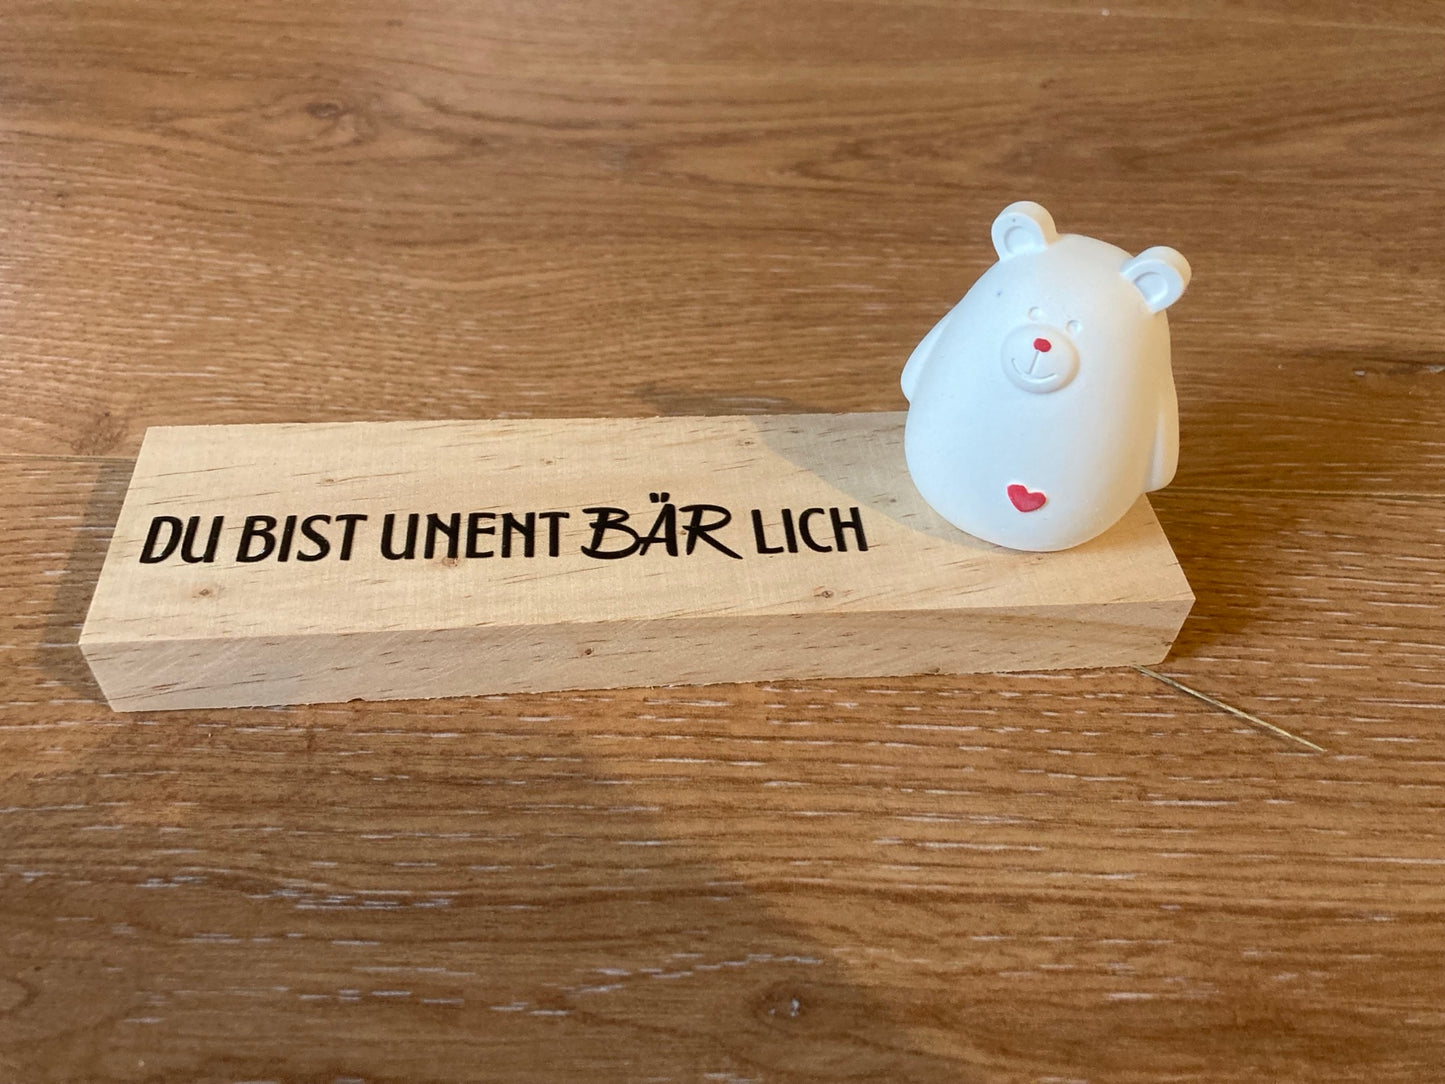 DU BIST UNENT BÄR LICH